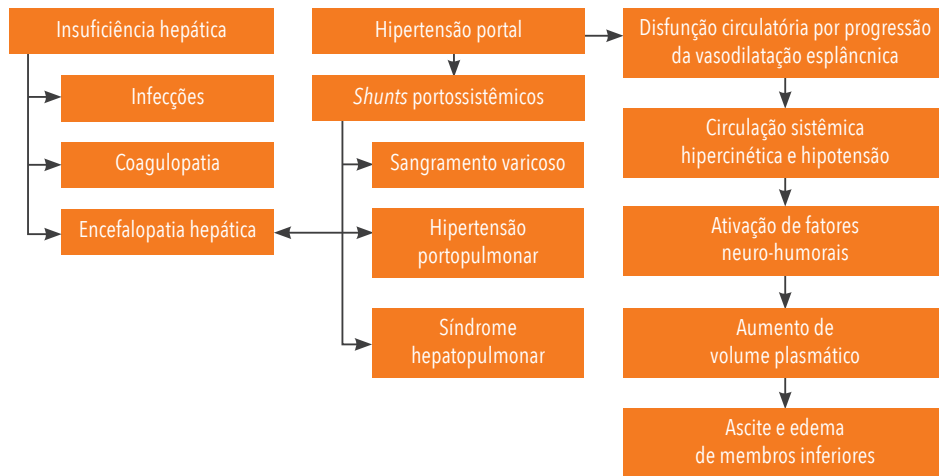 Insuficiência hepática
Infecções
Coagulopatia
Encefalopatia hepática
Hipertensão portal
Shunts portossistêmicos
Sangramento varicoso
Hipertensão
portopulmonar
Síndrome
hepatopulmonar
Disfunção circulatória por progressão
da vasodilatação esplâncnica
Circulação sistêmica
hipercinética e hipotensão
Ativação de fatores
neuro-humorais
Aumento de
volume plasmático
Ascite e edema
de membros inferiores